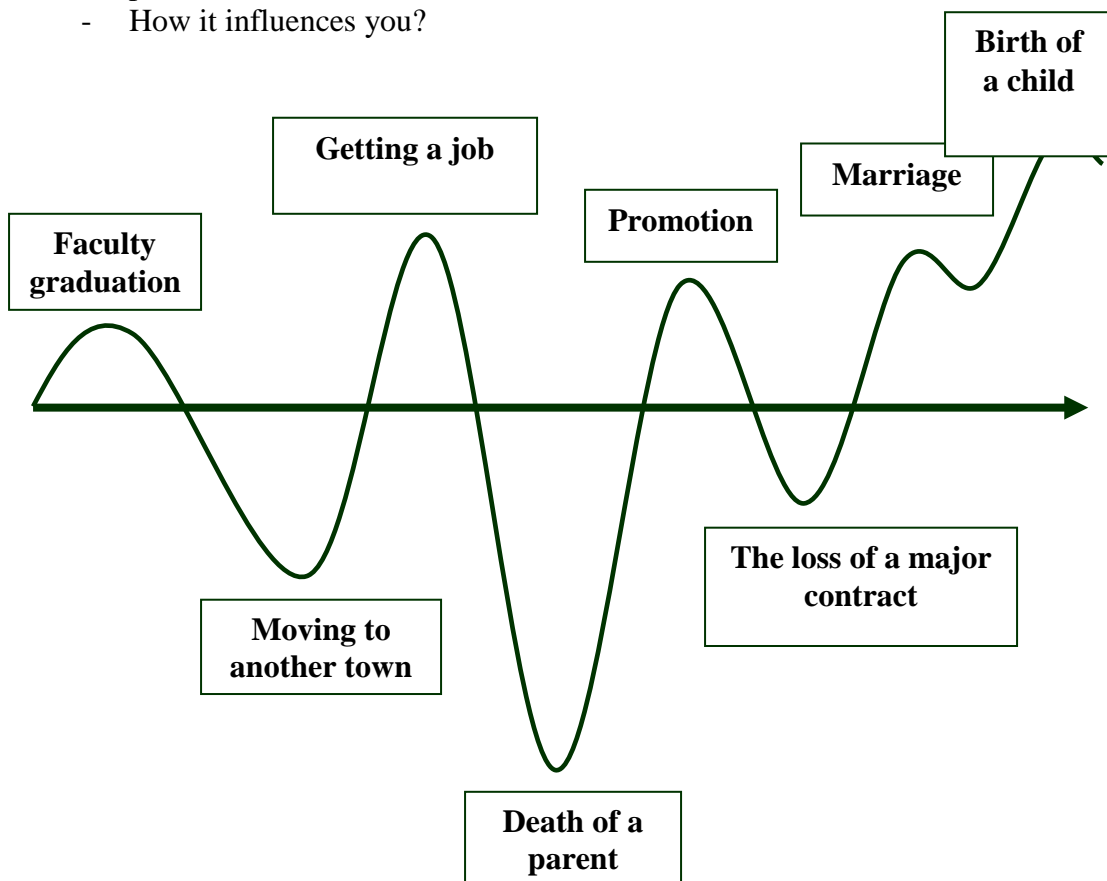 - How it influences you?
Birth of
a child
Getting a job
Marriage
Promotion
Faculty
graduation
The loss of a major
contract
Moving to
another town
Death of a
parent